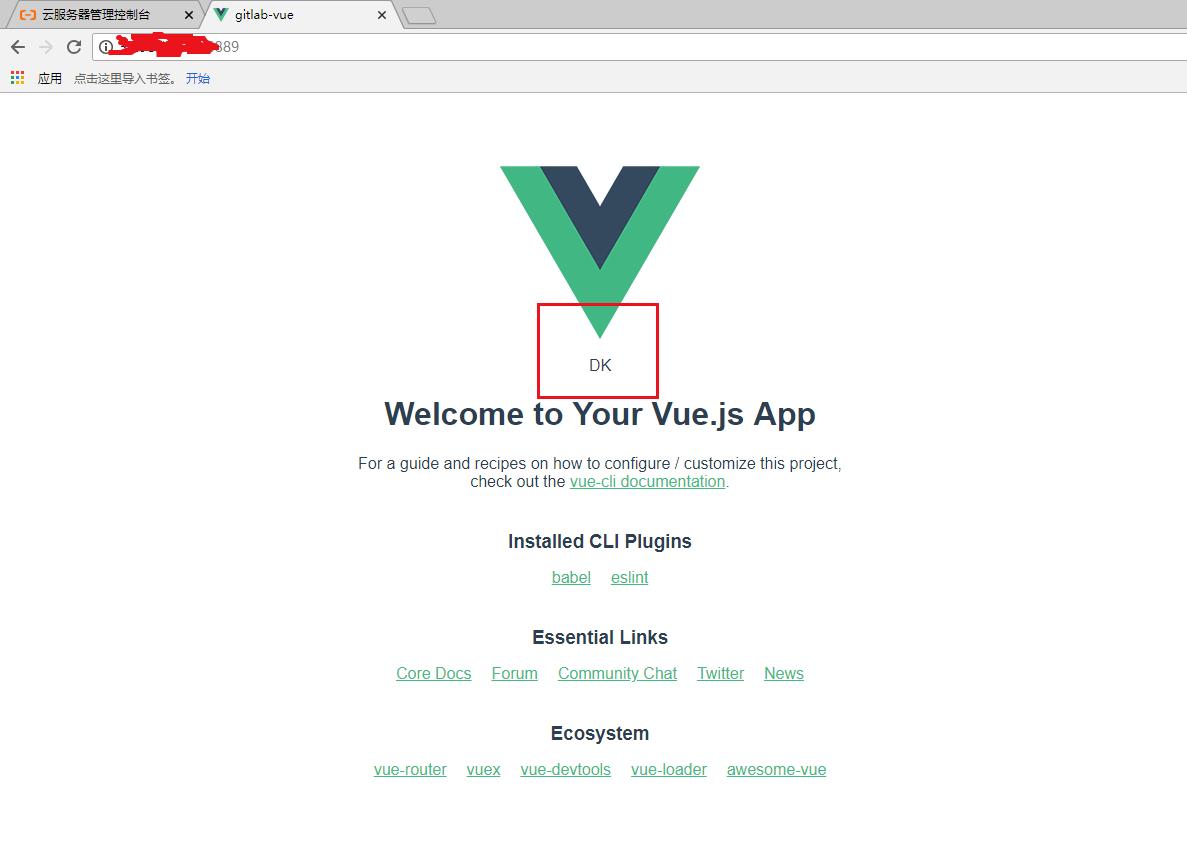 云服务器管理控制台
gitlab-vue
889
应用 点击这里导入书签。 开始
DK
Welcome to Your Vue.js App
For a guide and recipes on how to configure / customize this project,
check out the vue-cli documentation.
Installed CLI Plugins
babel eslint
Essential Links
Core Docs Forum Community Chat Twitter News
Ecosystem
vue-router vuex vue-devtools vue-loader awesome-vue